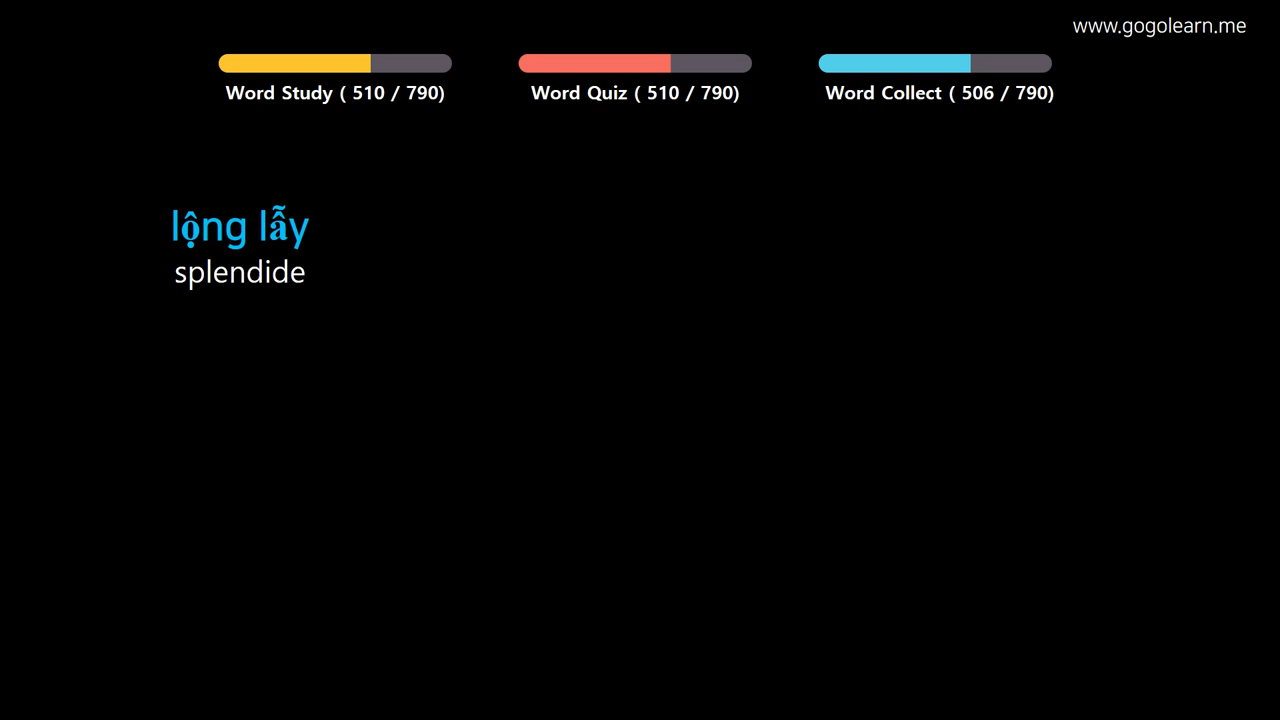 www.gogolearn.me
Word Study ( 510 / 790)
Word Quiz ( 510 / 790)
Word Collect ( 506 / 790)
lộng lẫy
splendide